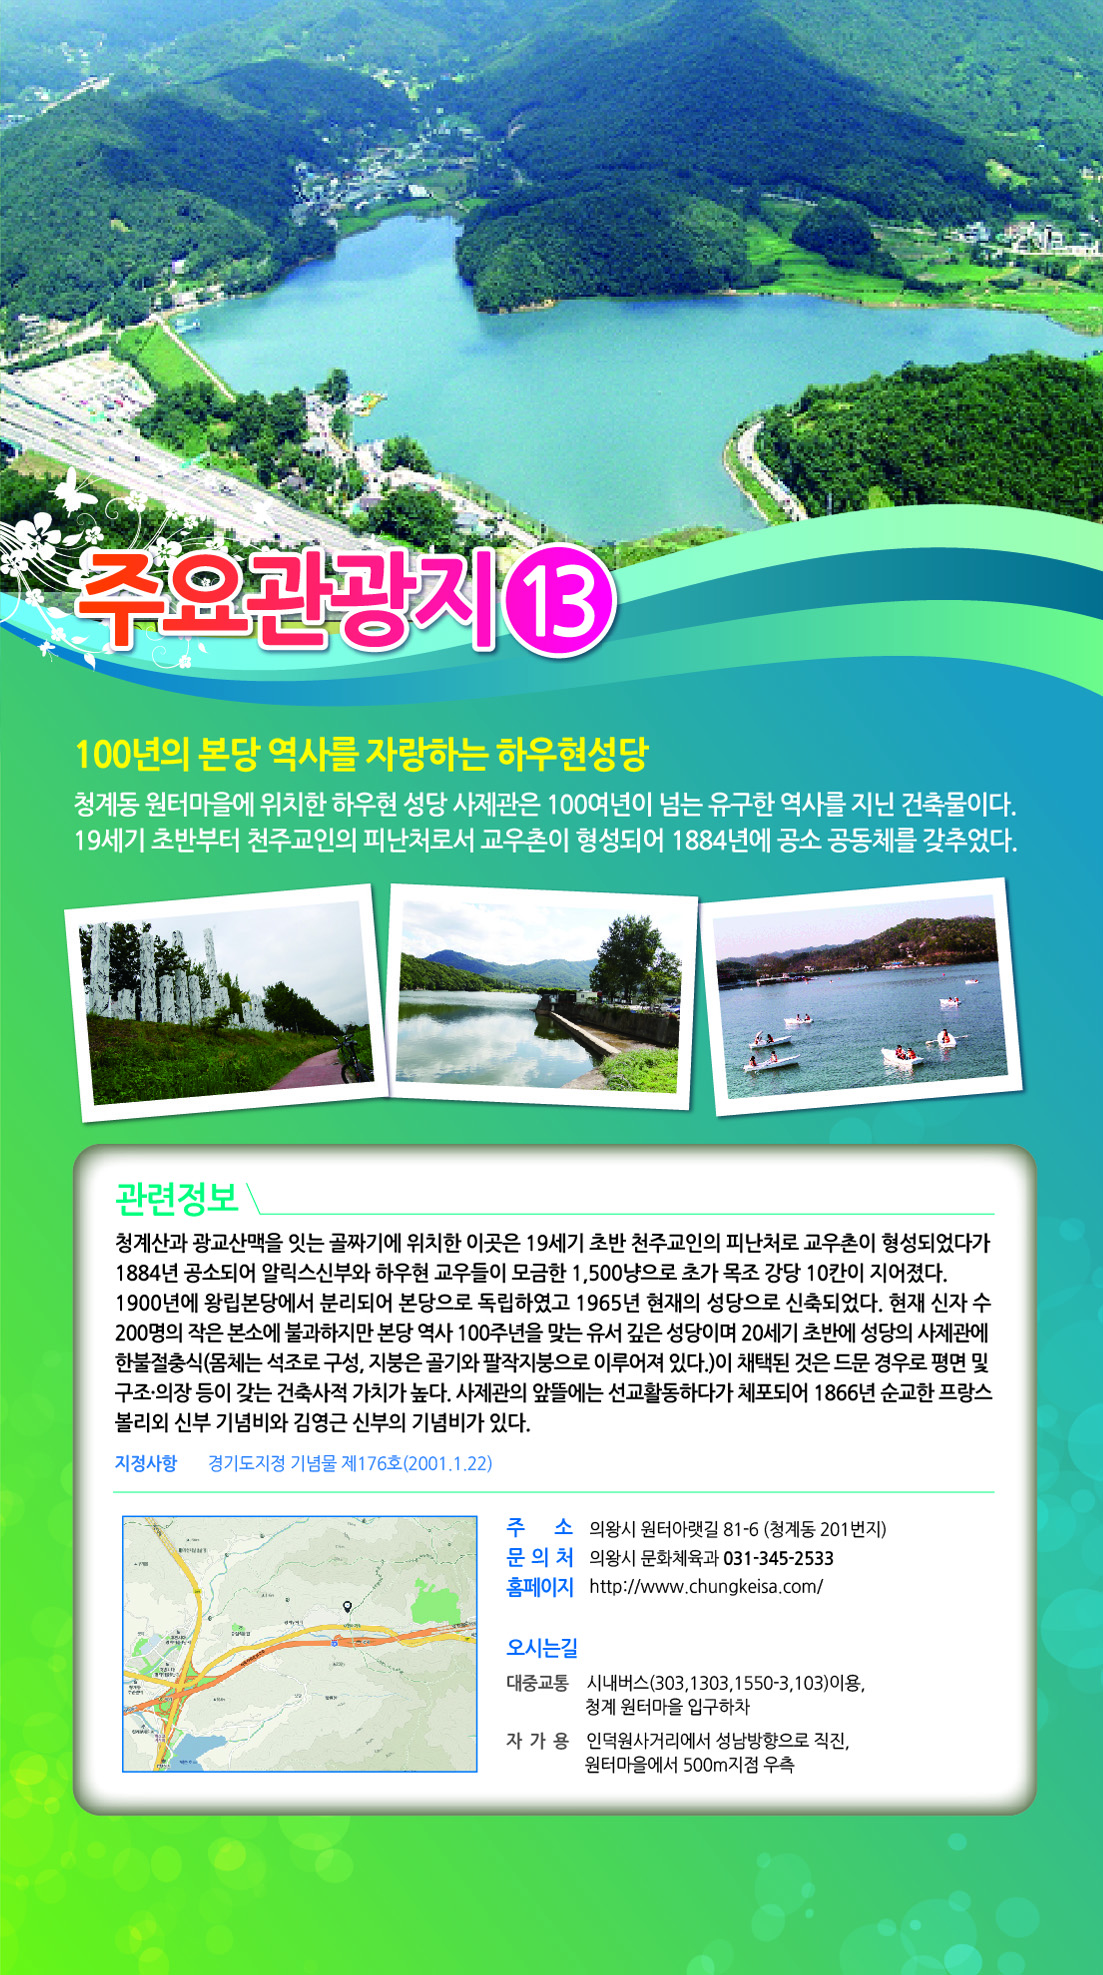 주요관광지 13
100년의 본당 역사를 자랑하는 하우현성당
청계동 원터마을에 위치한 하우현 성당 사제관은 100여년이 넘는 유구한 역사를 지닌 건축물이다.
19세기 초반부터 천주교인의 피난처로서 교우촌이 형성되어 1884년에 공소 공동체를 갖추었다.
관련정보
청계산과 광교산맥을 잇는 골짜기에 위치한 이곳은 19세기 초반 천주교인의 피난처로 교우촌이 형성되었다가
1884년 공소되어 알릭스신부와 하우현 교우들이 모금한 1,500냥으로 초가 목조 강당 10칸이 지어졌다.
1900년에 왕립본당에서 분리되어 본당으로 독립하였고 1965년 현재의 성당으로 신축되었다. 현재 신자 수
200명의 작은 본소에 불과하지만 본당 역사 100주년을 맞는 유서 깊은 성당이며 20세기 초반에 성당의 사제관에
한불절충식(몸체는 석조로 구성, 지붕은 골기와 팔작지붕으로 이루어져 있다.)이 채택된 것은 드문 경우로 평면 및
구조·의장 등이 갖는 건축사적 가치가 높다. 사제관의 앞뜰에는 선교활동하다가 체포되어 1866년 순교한 프랑스
볼리외 신부 기념비와 김영근 신부의 기념비가 있다.
지정사항 경기도지정 기념물 제176호(2001.1.22)
주 소 의왕시 원터아랫길 81-6 (청계동 201번지)
문의처 의왕시 문화체육과 031-345-2533
홈페이지 http://www.chungkeisa.com/
오시는길
대중교통 시내버스(303,1303,1550-3,103)이용,
청계 원터마을 입구하차
자 가 용 인덕원사거리에서 성남방향으로 직진,
원터마을에서 500m지점 우측